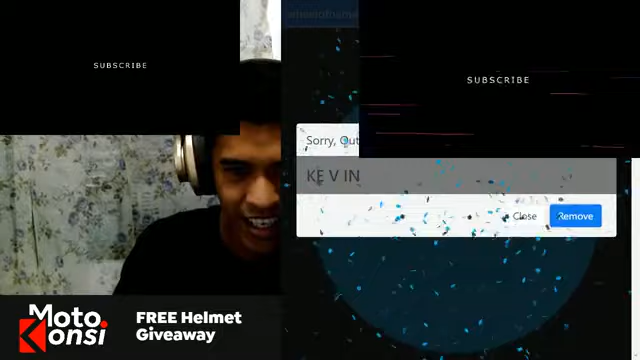 SUBSCRIBE
SUBSCRIBE
Sorry, Out
KE V IN
Close
Remove
Moto
Konsi
FREE Helmet
Giveaway